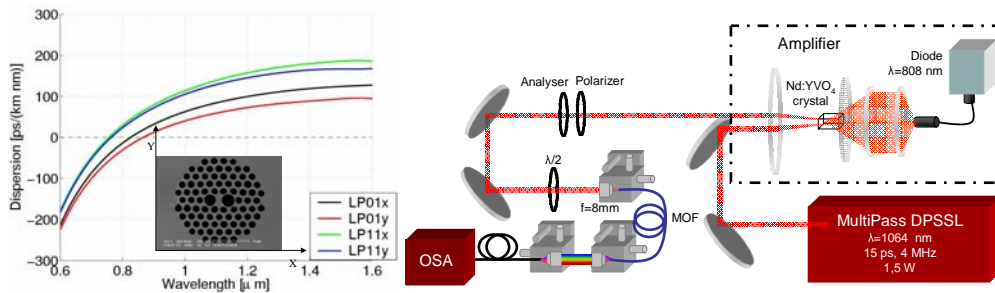 300
200
100
0
-100
-200
-300
Dispersion [ps/(km nm)]
Y
X
LP01x
LP01y
LP11x
LP11y
0.6
0.8
1
1.2
1.4
1.6
Wavelength [μ m]
Amplifier
Diode
λ=808 nm
Nd:YVO4
crystal
Analyser
Polarizer
λ/2
f=8mm
MOF
OSA
MultiPass DPSSL
λ=1064 nm
15 ps, 4 MHz
1,5 W